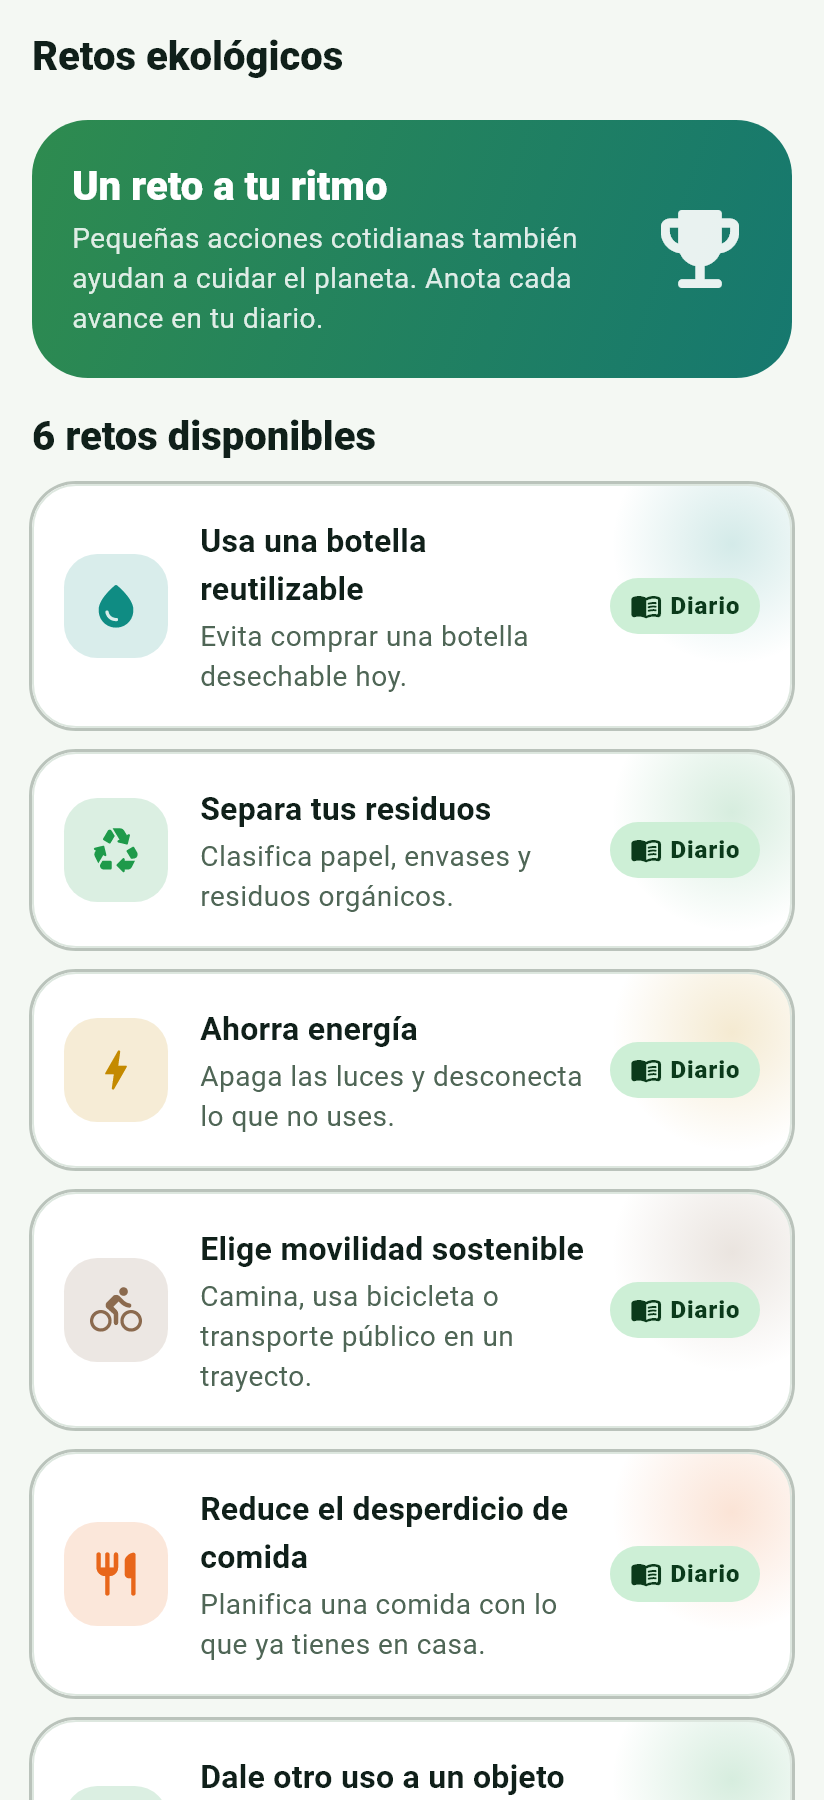 Retos ekológicos
Un reto a tu ritmo
Pequeñas acciones cotidianas también
ayudan a cuidar el planeta. Anota cada
avance en tu diario.
6 retos disponibles
Usa una botella
reutilizable
Evita comprar una botella
desechable hoy.
Diario
Separa tus residuos
Clasifica papel, envases y
residuos orgánicos.
Diario
Ahorra energía
Apaga las luces y desconecta
lo que no uses.
Diario
Elige movilidad sostenible
Camina, usa bicicleta o
transporte público en un
trayecto.
Diario
Reduce el desperdicio de
comida
Planifica una comida con lo
que ya tienes en casa.
Diario
Dale otro uso a un objeto